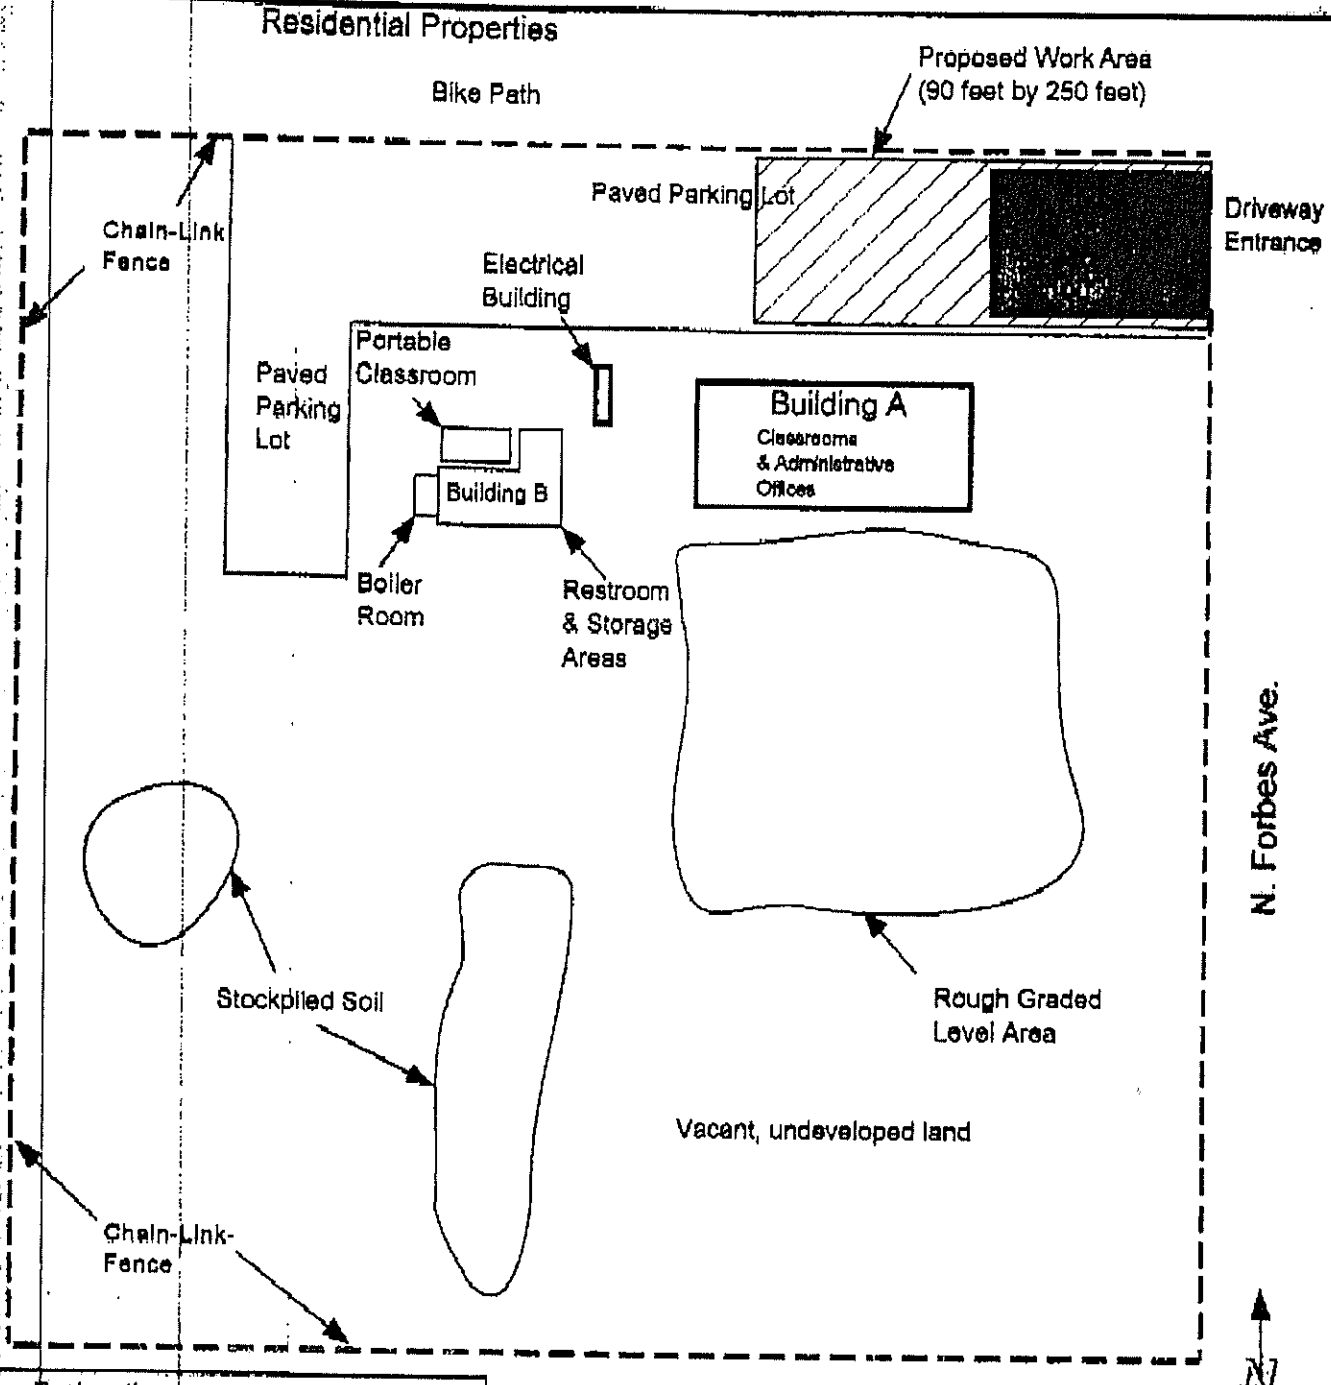 Residential Properties
Bike Path
Proposed Work Area
(90 feet by 250 feet)
Paved Parking Lot
Driveway
Entrance
Chain-Link
Fence
Electrical
Building
Portable
Classroom
Paved
Parking
Lot
Building A
Classrooms
& Administrative
Offices
Building B
Boiler
Room
Restroom
& Storage
Areas
N. Forbes Ave.
Stockpiled Soil
Rough Graded
Level Area
Vacant, undeveloped land
Chain-Link-
Fence
N